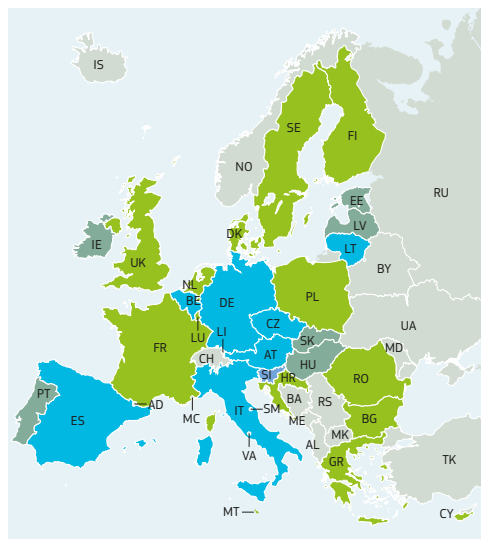 IS
SE
FI
NO
RU
EE
LV
LT
DK
IE
UK
BY
NL
BE
DE
PL
CZ
LI
LU
UA
FR
CH
AT
SK
MD
HU
SI
HR
RO
PT
AD
MC
ES
IT
SM
BA
RS
ME
BG
MK
AL
VA
GR
TK
MT
CY